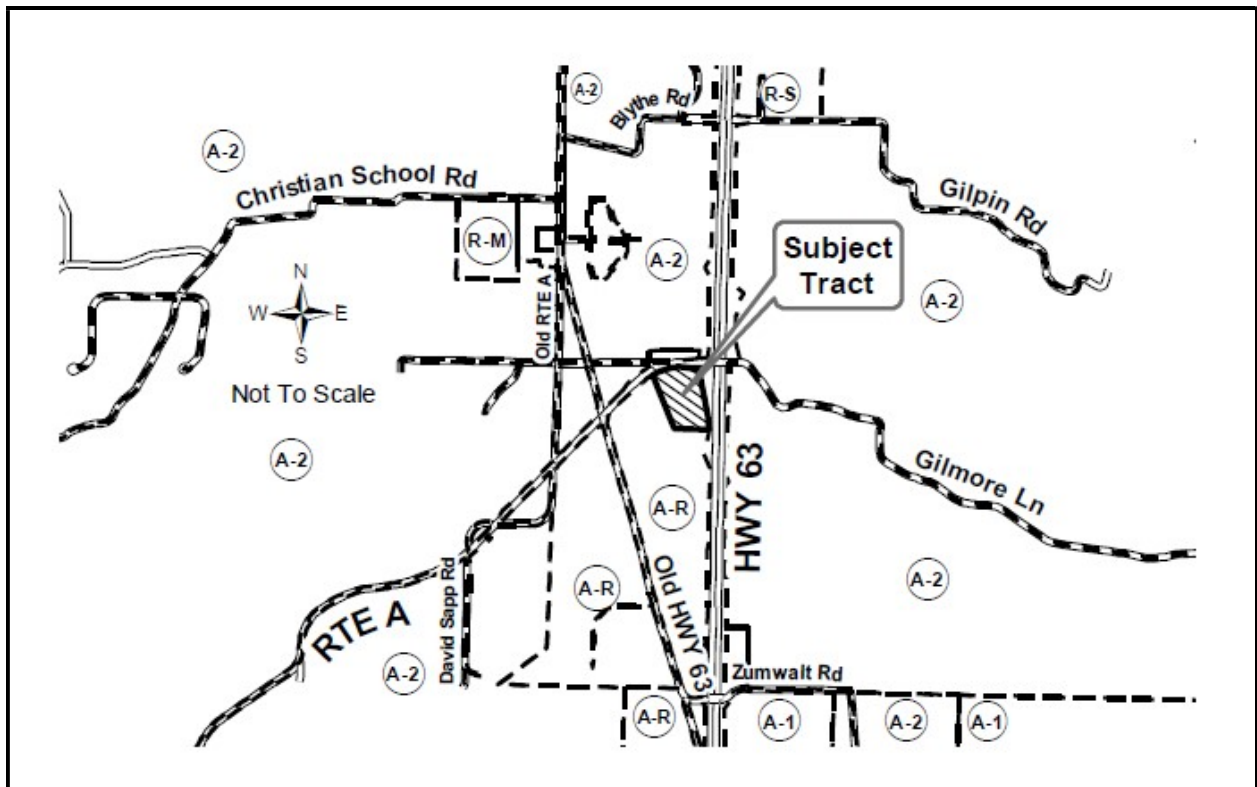 A-2
Blythe Rd
R-S
A-2
Christian School Rd
Gilpin Rd
R-M
A-2
Subject
Tract
A-2
N
W E
S
Old RTE A
Not To Scale
A-2
HWY 63
Gilmore Ln
A-R
A-2
A-R
Old HWY 63
David Sapp Rd
RTE A
A-2
Zumwalt Rd
A-R
A-1
A-2
A-1